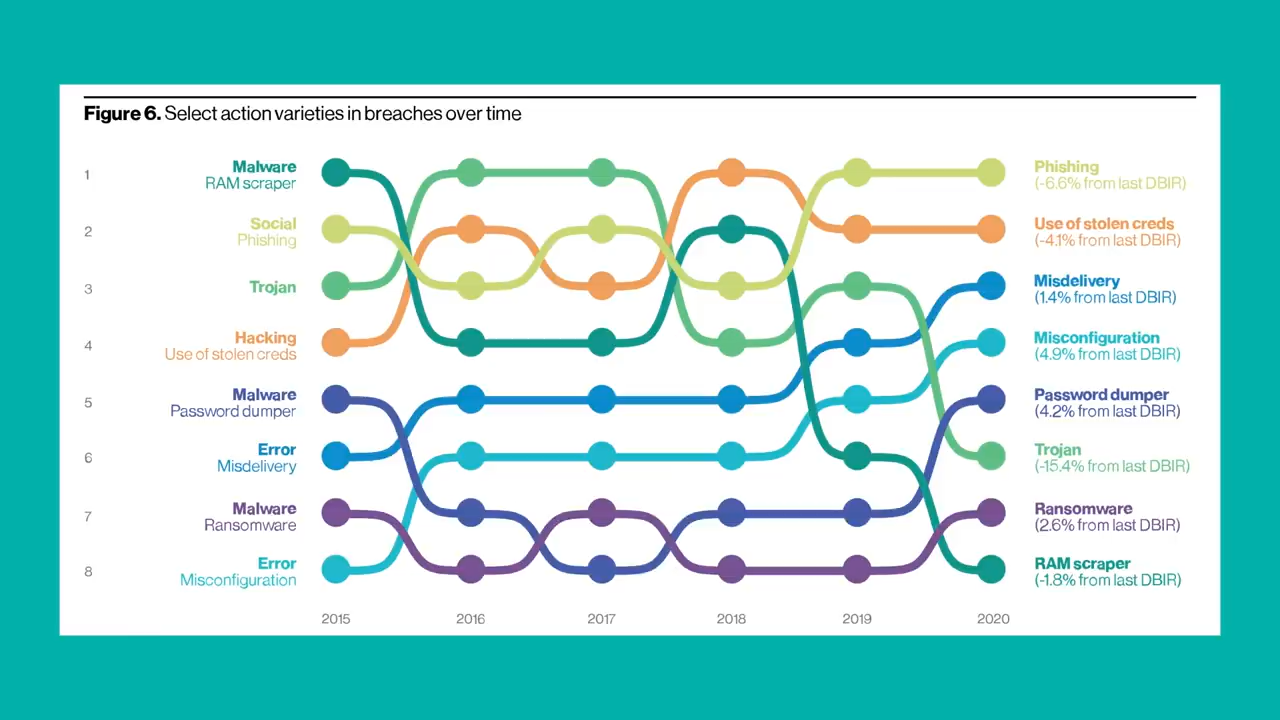 Figure 6. Select action varieties in breaches over time
1
Malware
RAM scraper
Phishing
(-6.6% from last DBIR)
2
Social
Phishing
Use of stolen creds
(-4.1% from last DBIR)
3
Trojan
Misdelivery
(1.4% from last DBIR)
4
Hacking
Use of stolen creds
Misconfiguration
(4.9% from last DBIR)
5
Malware
Password dumper
Password dumper
(4.2% from last DBIR)
6
Error
Misdelivery
Trojan
(-15.4% from last DBIR)
7
Malware
Ransomware
Ransomware
(2.6% from last DBIR)
8
Error
Misconfiguration
RAM scraper
(-1.8% from last DBIR)
2015 2016 2017 2018 2019 2020